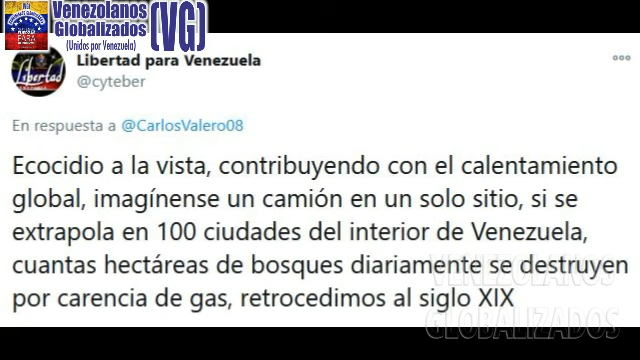 Venezolanos
Globalizados
(Unidos por Venezuela)
(VG)
Libertad para Venezuela
@cyteber
Libertad
En respuesta a @CarlosValero08
Ecocidio a la vista, contribuyendo con el calentamiento
global, imagínense un camión en un solo sitio, si se
extrapola en 100 ciudades del interior de Venezuela,
cuantas hectáreas de bosques diariamente se destruyen
por carencia de gas, retrocedimos al siglo XIX
VENEZOLANOS
GLOBALIZADOS